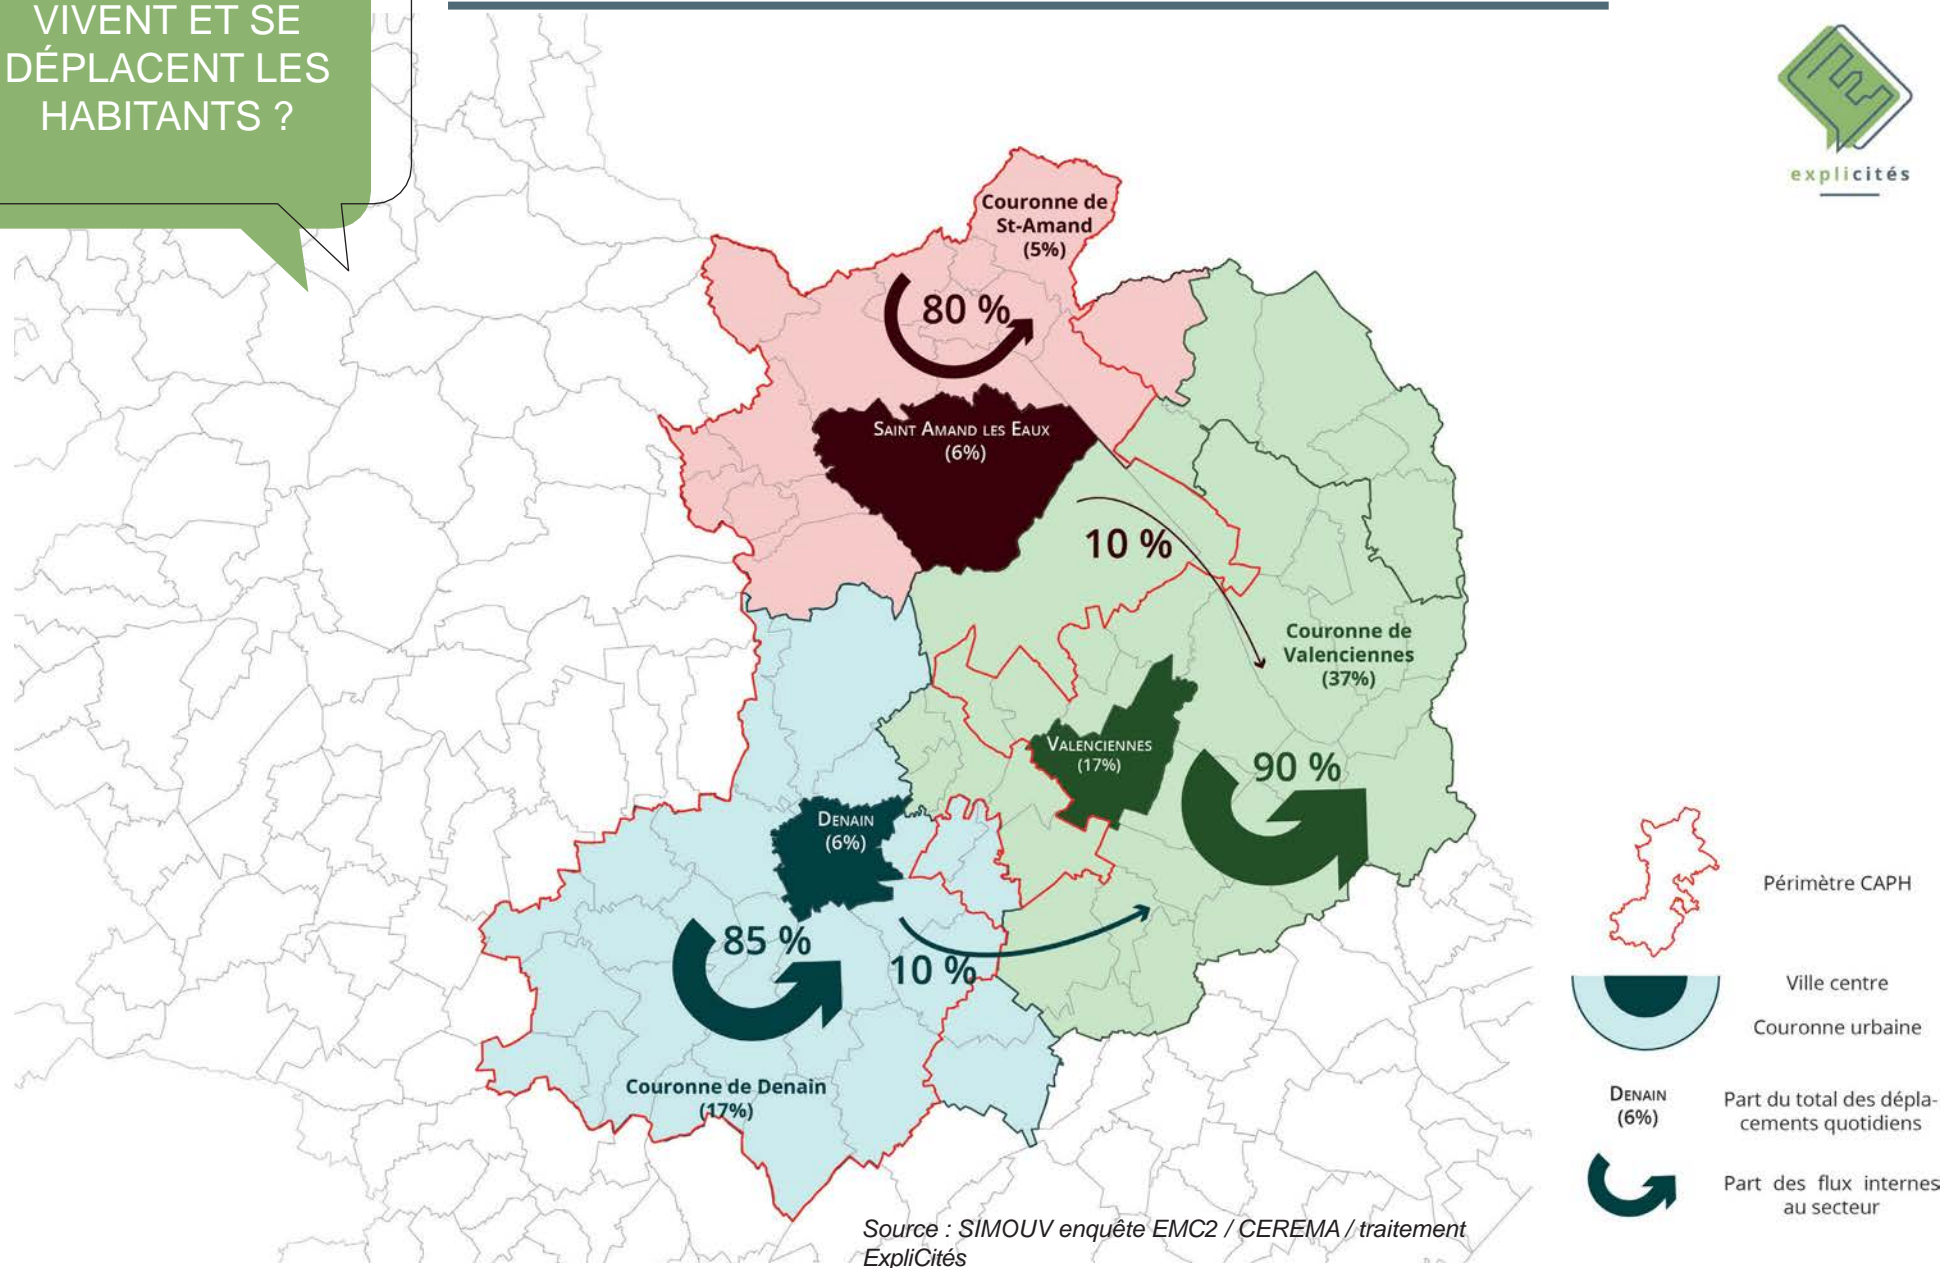 VIVENT ET SE
DÉPLACENT LES
HABITANTS ?
explicités
Couronne de
St-Amand
(5%)
80 %
SAINT AMAND LES EAUX
(6%)
10 %
Couronne de
Valenciennes
(37%)
VALENCIENNES
(17%)
90 %
DENAIN
(6%)
85 %
10 %
Couronne de Denain
(17%)
Périmètre CAPH
Ville centre
Couronne urbaine
DENAIN
(6%)
Part du total des dépla-
cements quotidiens
Part des flux internes
au secteur
Source : SIMOUV enquête EMC2 / CEREMA / traitement
ExpliCités